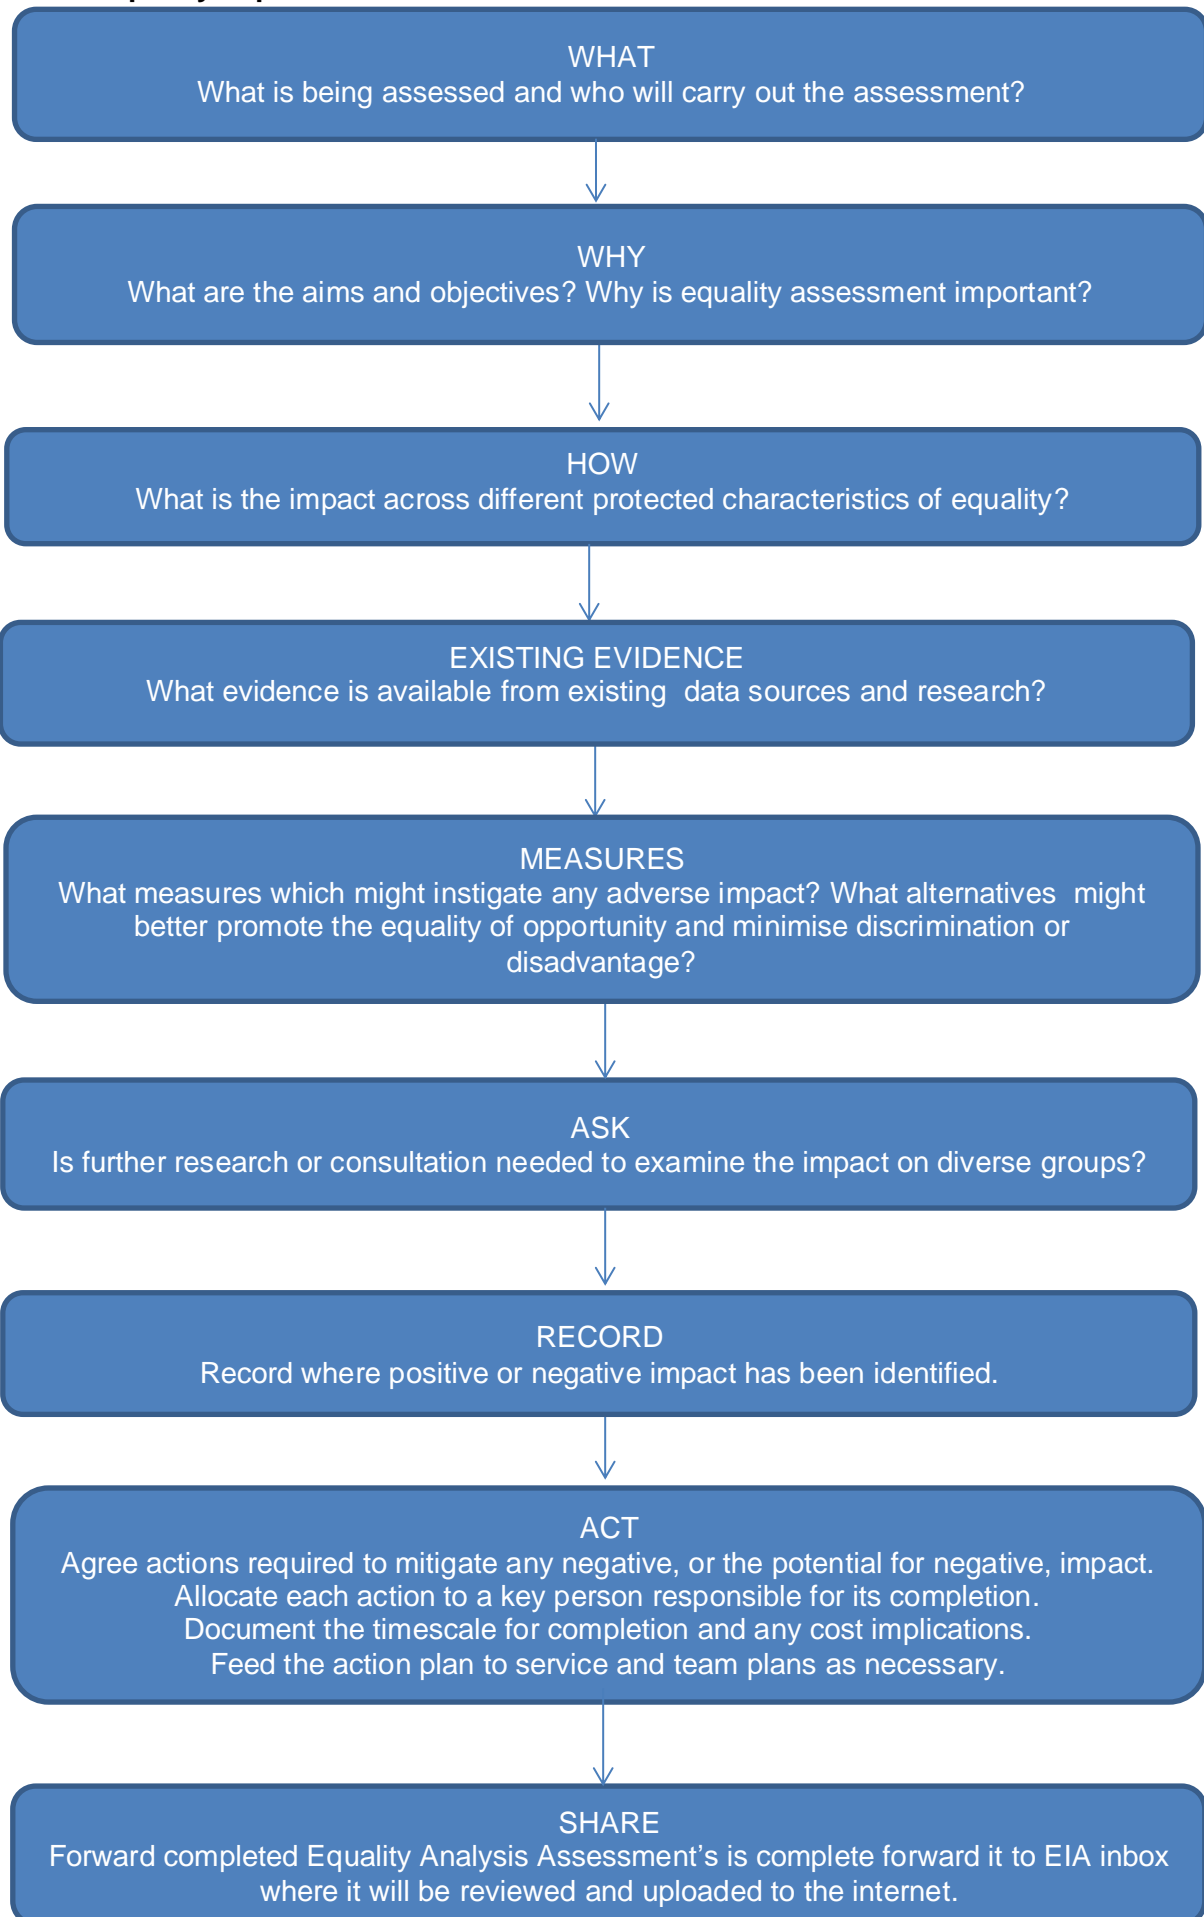 WHAT
What is being assessed and who will carry out the assessment?
WHY
What are the aims and objectives? Why is equality assessment important?
HOW
What is the impact across different protected characteristics of equality?
EXISTING EVIDENCE
What evidence is available from existing  data sources and research?
MEASURES
What measures which might instigate any adverse impact? What alternatives  might
better promote the equality of opportunity and minimise discrimination or
disadvantage?
ASK
Is further research or consultation needed to examine the impact on diverse groups?
RECORD
Record where positive or negative impact has been identified.
ACT
Agree actions required to mitigate any negative, or the potential for negative, impact.
Allocate each action to a key person responsible for its completion.
Document the timescale for completion and any cost implications.
Feed the action plan to service and team plans as necessary.
SHARE
Forward completed Equality Analysis Assessment’s is complete forward it to EIA inbox
where it will be reviewed and uploaded to the internet.